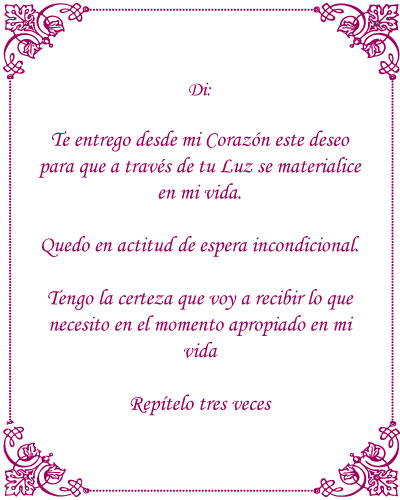 Di:
Te entrego desde mi Corazón este deseo
para que a través de tu Luz se materialice
en mi vida.
Quedo en actitud de espera incondicional.
Tengo la certeza que voy a recibir lo que
necesito en el momento apropiado en mi
vida
Repítelo tres veces